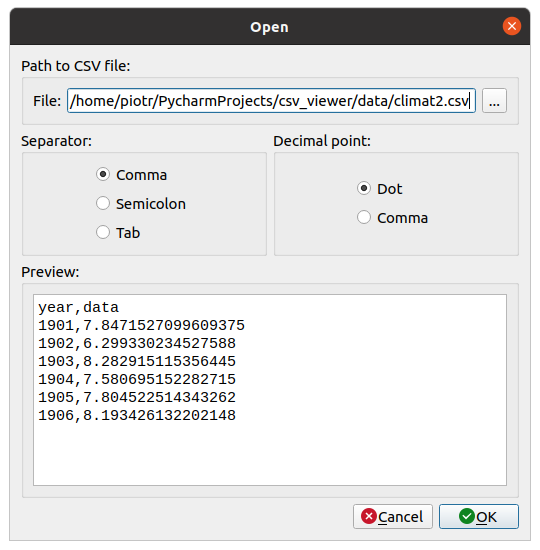 Open
Path to CSV file:
File: /home/piotr/PycharmProjects/csv_viewer/data/climat2.csv ...
Separator:
Comma
Semicolon
Tab
Decimal point:
Dot
Comma
Preview:
year,data
1901,7.8471527099609375
1902,6.299330234527588
1903,8.282915115356445
1904,7.580695152282715
1905,7.804522514343262
1906,8.193426132202148
Cancel
OK